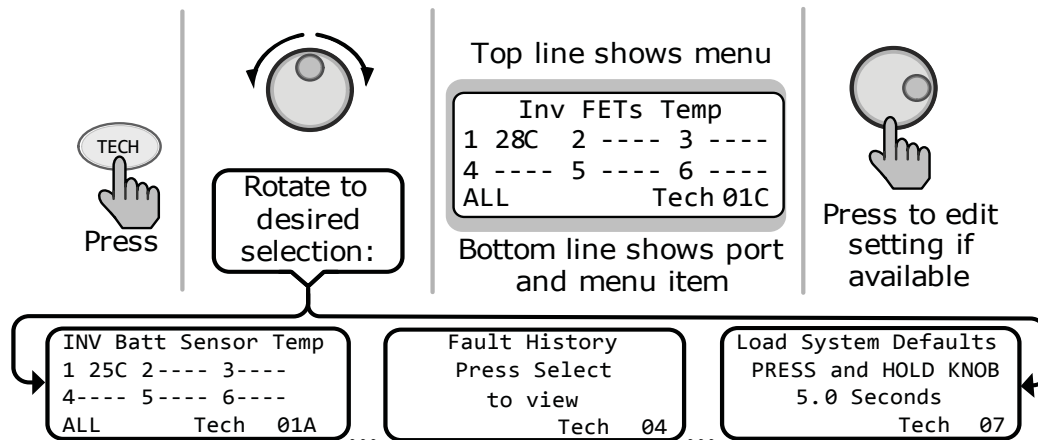 TECH
Press
Rotate to
desired
selection:
Top line shows menu
Inv FETs Temp
1 28C 2 ---- 3 ----
4 ---- 5 ---- 6 ----
ALL Tech 01C
Bottom line shows port
and menu item
Press to edit
setting if
available
INV Batt Sensor Temp
1 25C 2---- 3----
4---- 5---- 6----
ALL Tech 01A
...
Fault History
Press Select
to view
Tech 04
...
Load System Defaults
PRESS and HOLD KNOB
5.0 Seconds
Tech 07